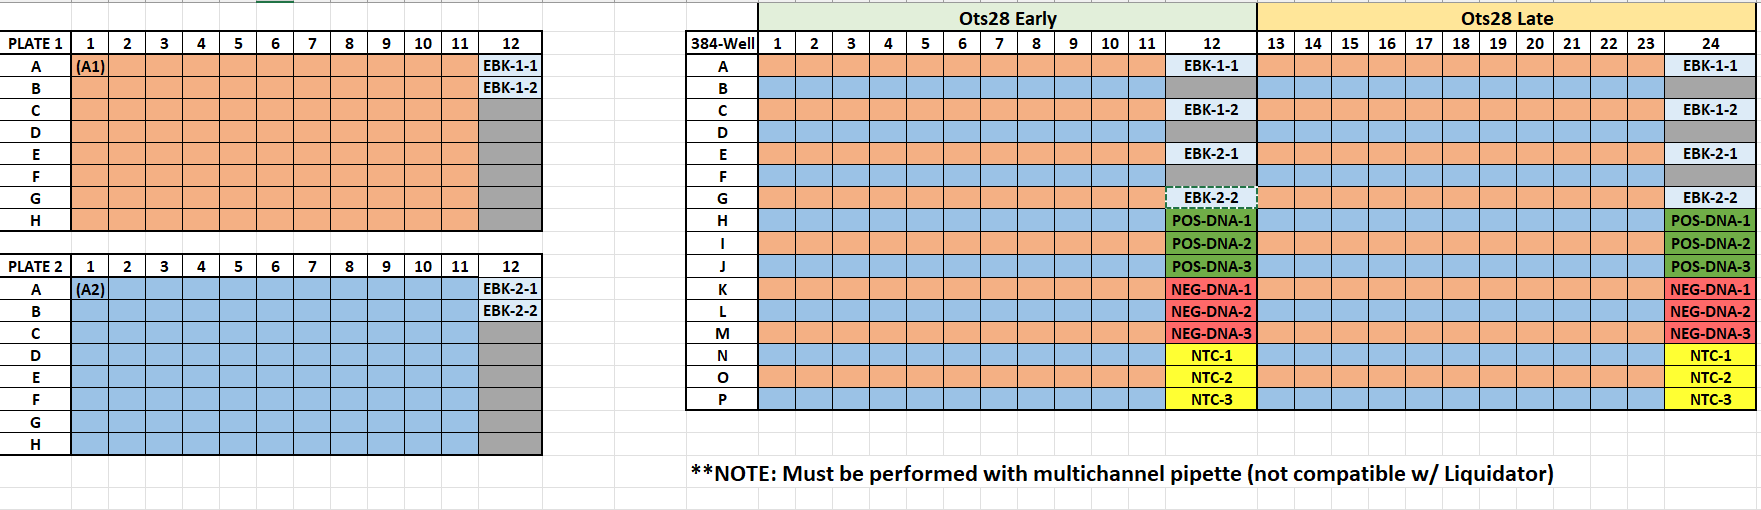 Ots28 Early Ots28 Late
PLATE 1 1 2 3 4 5 6 7 8 9 10 11 12
A (A1) EBK-1-1
B EBK-1-2
C
D
E
F
G
H
PLATE 2 1 2 3 4 5 6 7 8 9 10 11 12
A (A2) EBK-2-1
B EBK-2-2
C
D
E
F
G
H
384-Well 1 2 3 4 5 6 7 8 9 10 11 12 13 14 15 16 17 18 19 20 21 22 23 24
A EBK-1-1 EBK-1-1
B
C EBK-1-2 EBK-1-2
D
E EBK-2-1 EBK-2-1
F
G EBK-2-2 EBK-2-2
H POS-DNA-1 POS-DNA-1
I POS-DNA-2 POS-DNA-2
J POS-DNA-3 POS-DNA-3
K NEG-DNA-1 NEG-DNA-1
L NEG-DNA-2 NEG-DNA-2
M NEG-DNA-3 NEG-DNA-3
N NTC-1 NTC-1
O NTC-2 NTC-2
P NTC-3 NTC-3
**NOTE: Must be performed with multichannel pipette (not compatible w/ Liquidator)